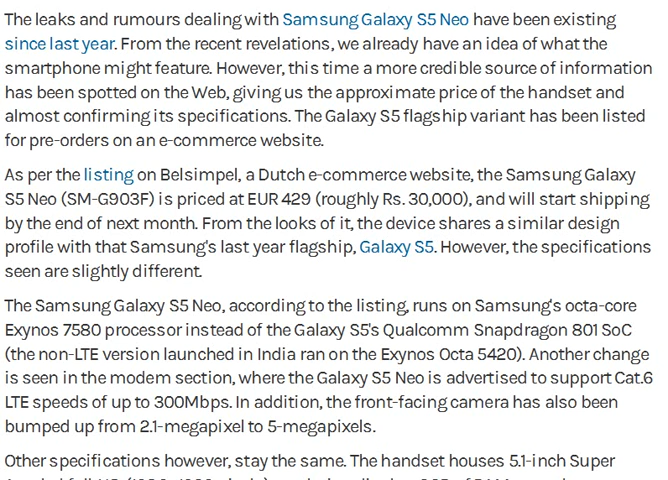 The leaks and rumours dealing with Samsung Galaxy S5 Neo have been existing
since last year. From the recent revelations, we already have an idea of what the
smartphone might feature. However, this time a more credible source of information
has been spotted on the Web, giving us the approximate price of the handset and
almost confirming its specifications. The Galaxy S5 flagship variant has been listed
for pre-orders on an e-commerce website.
As per the listing on Belsimpel, a Dutch e-commerce website, the Samsung Galaxy
S5 Neo (SM-G903F) is priced at EUR 429 (roughly Rs. 30,000), and will start shipping
by the end of next month. From the looks of it, the device shares a similar design
profile with that Samsung's last year flagship, Galaxy S5. However, the specifications
seen are slightly different.
The Samsung Galaxy S5 Neo, according to the listing, runs on Samsung's octa-core
Exynos 7580 processor instead of the Galaxy S5's Qualcomm Snapdragon 801 SoC
(the non-LTE version launched in India ran on the Exynos Octa 5420). Another change
is seen in the modem section, where the Galaxy S5 Neo is advertised to support Cat.6
LTE speeds of up to 300Mbps. In addition, the front-facing camera has also been
bumped up from 2.1-megapixel to 5-megapixels.
Other specifications however, stay the same. The handset houses 5.1-inch Super